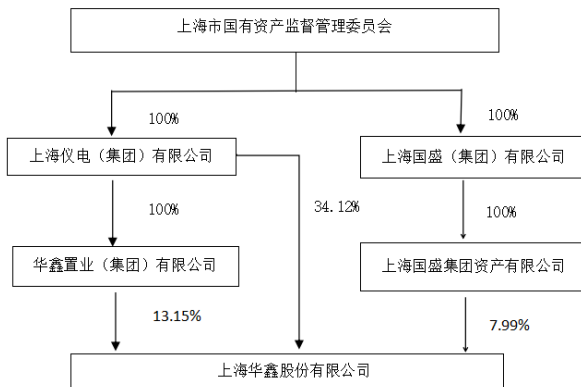 上海市国有资产监督管理委员会
100%
100%
上海仪电（集团）有限公司
上海国盛（集团）有限公司
100%
34.12%
100%
华鑫置业（集团）有限公司
上海国盛集团资产有限公司
13.15%
7.99%
上海华鑫股份有限公司